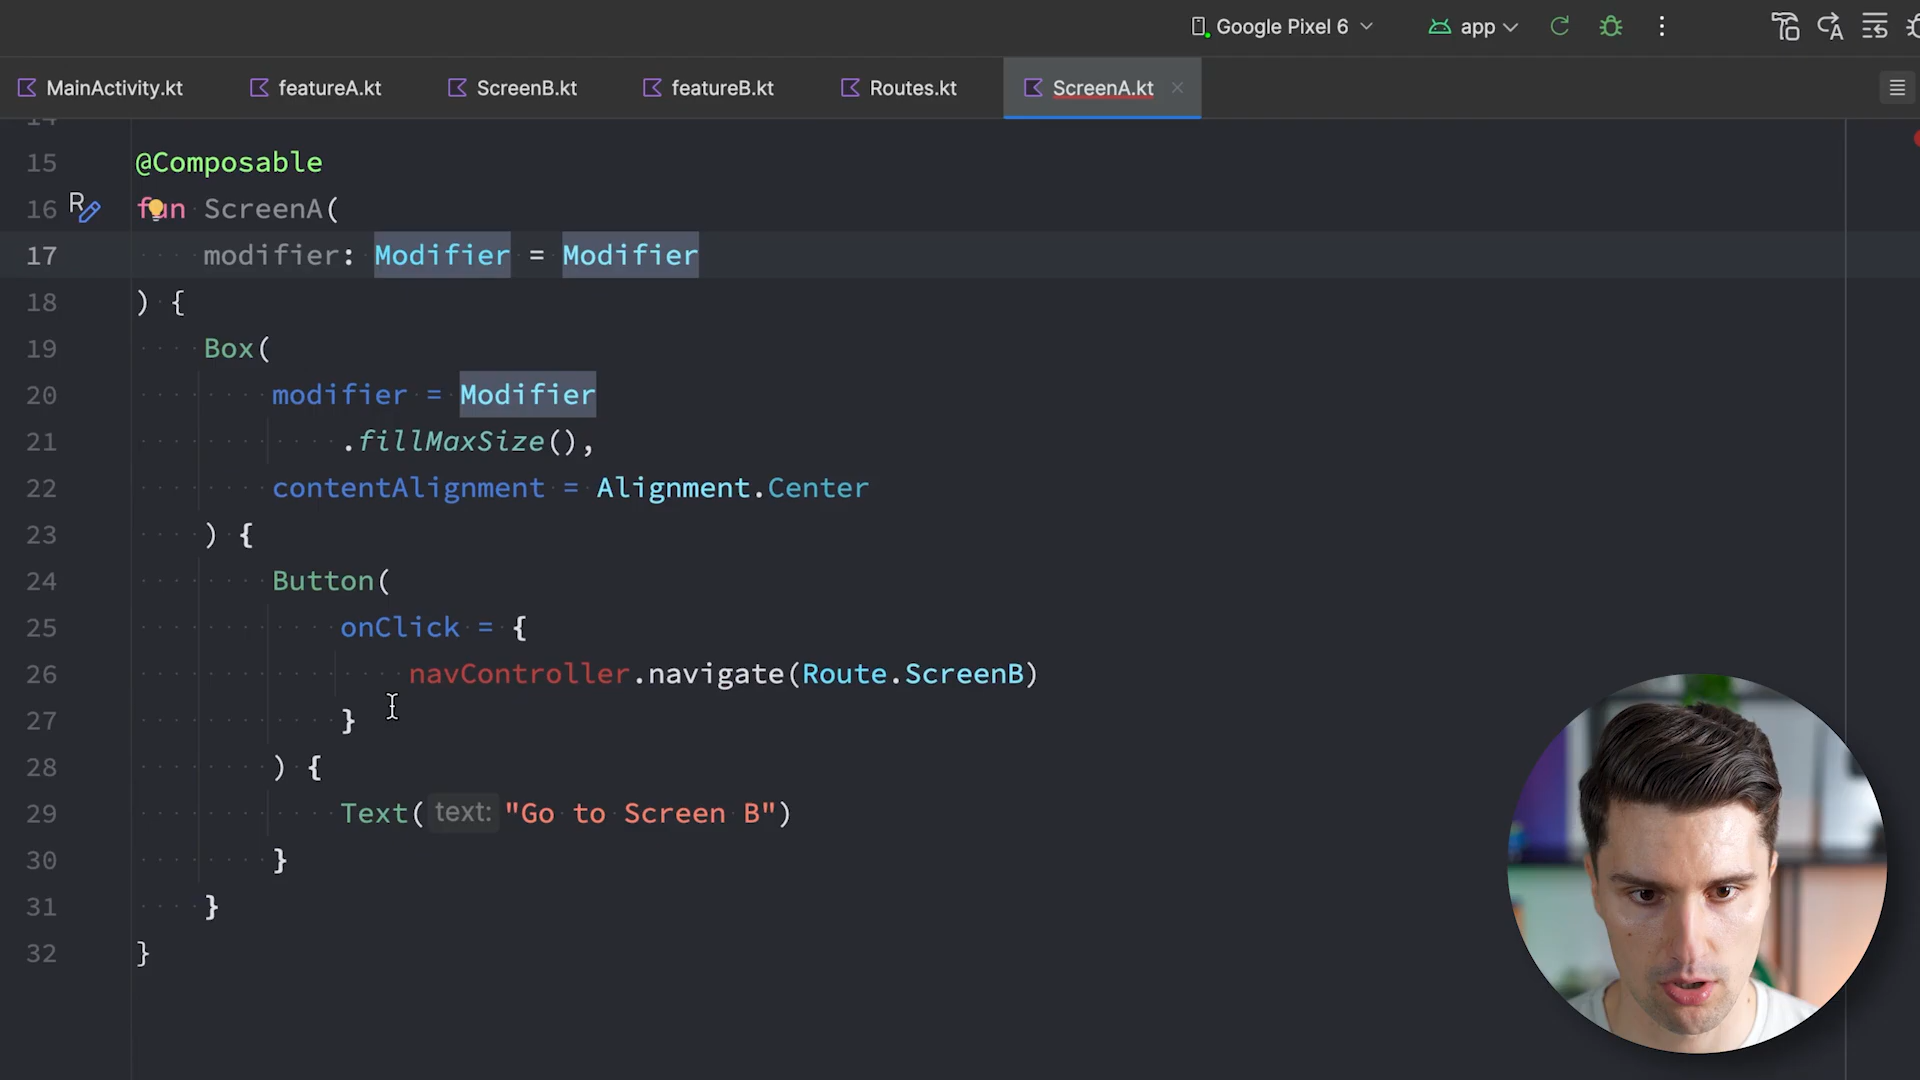 Google Pixel 6 app
MainActivity.kt featureA.kt ScreenB.kt featureB.kt Routes.kt ScreenA.kt
15 @Composable
16 fun ScreenA(
17 modifier: Modifier = Modifier
18 ) {
19 Box(
20 modifier = Modifier
21 .fillMaxSize(),
22 contentAlignment = Alignment.Center
23 ) {
24 Button(
25 onClick = {
26 navController.navigate(Route.ScreenB)
27 }
28 ) {
29 Text(text: "Go to Screen B")
30 }
31 }
32 }